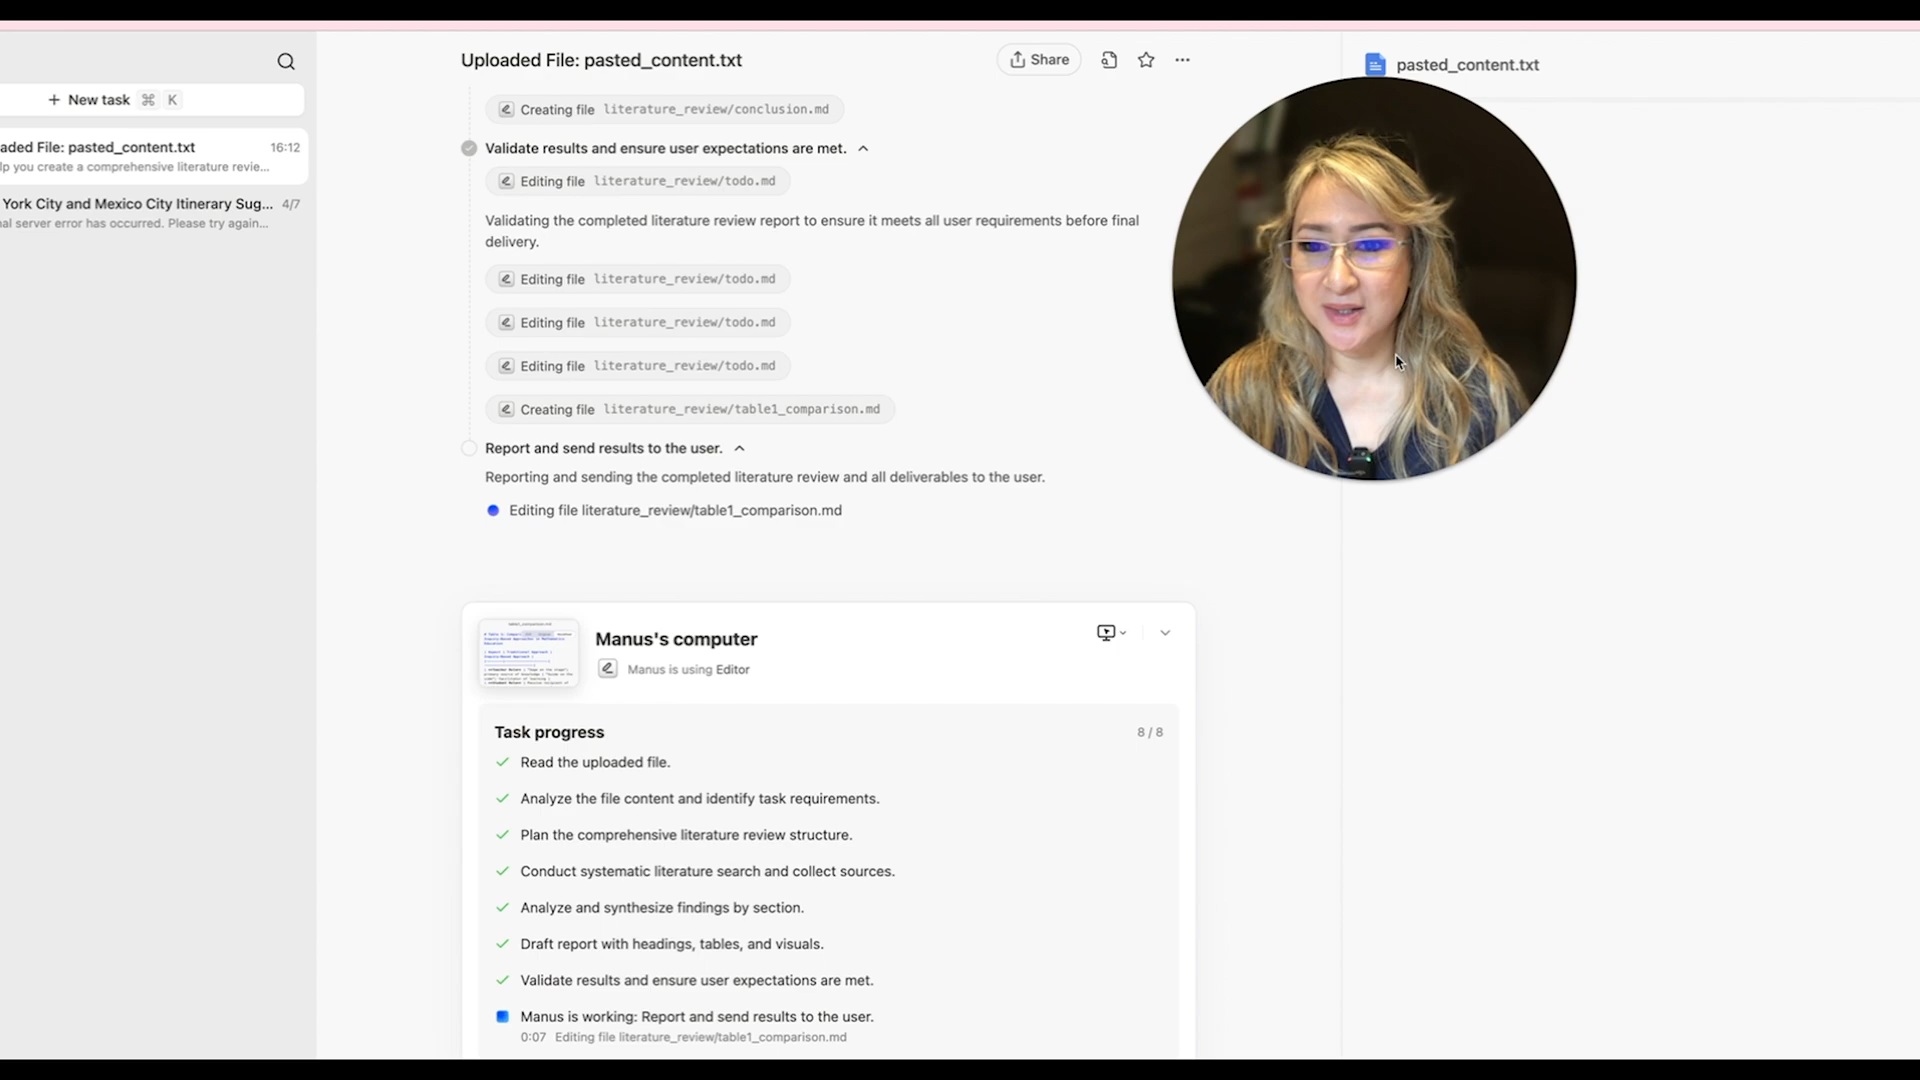 Uploaded File: pasted_content.txt
Share
pasted_content.txt
New task ⌘ K
aded File: pasted_content.txt 16:12
lp you create a comprehensive literature revie...
York City and Mexico City Itinerary Sug... 4/7
nal server error has occurred. Please try again...
Creating file literature_review/conclusion.md
Validate results and ensure user expectations are met.
Editing file literature_review/todo.md
Validating the completed literature review report to ensure it meets all user requirements before final
delivery.
Editing file literature_review/todo.md
Editing file literature_review/todo.md
Editing file literature_review/todo.md
Creating file literature_review/table1_comparison.md
Report and send results to the user.
Reporting and sending the completed literature review and all deliverables to the user.
Editing file literature_review/table1_comparison.md
Manus's computer
Manus is using Editor
Task progress 8 / 8
Read the uploaded file.
Analyze the file content and identify task requirements.
Plan the comprehensive literature review structure.
Conduct systematic literature search and collect sources.
Analyze and synthesize findings by section.
Draft report with headings, tables, and visuals.
Validate results and ensure user expectations are met.
Manus is working: Report and send results to the user.
0:07 Editing file literature_review/table1_comparison.md